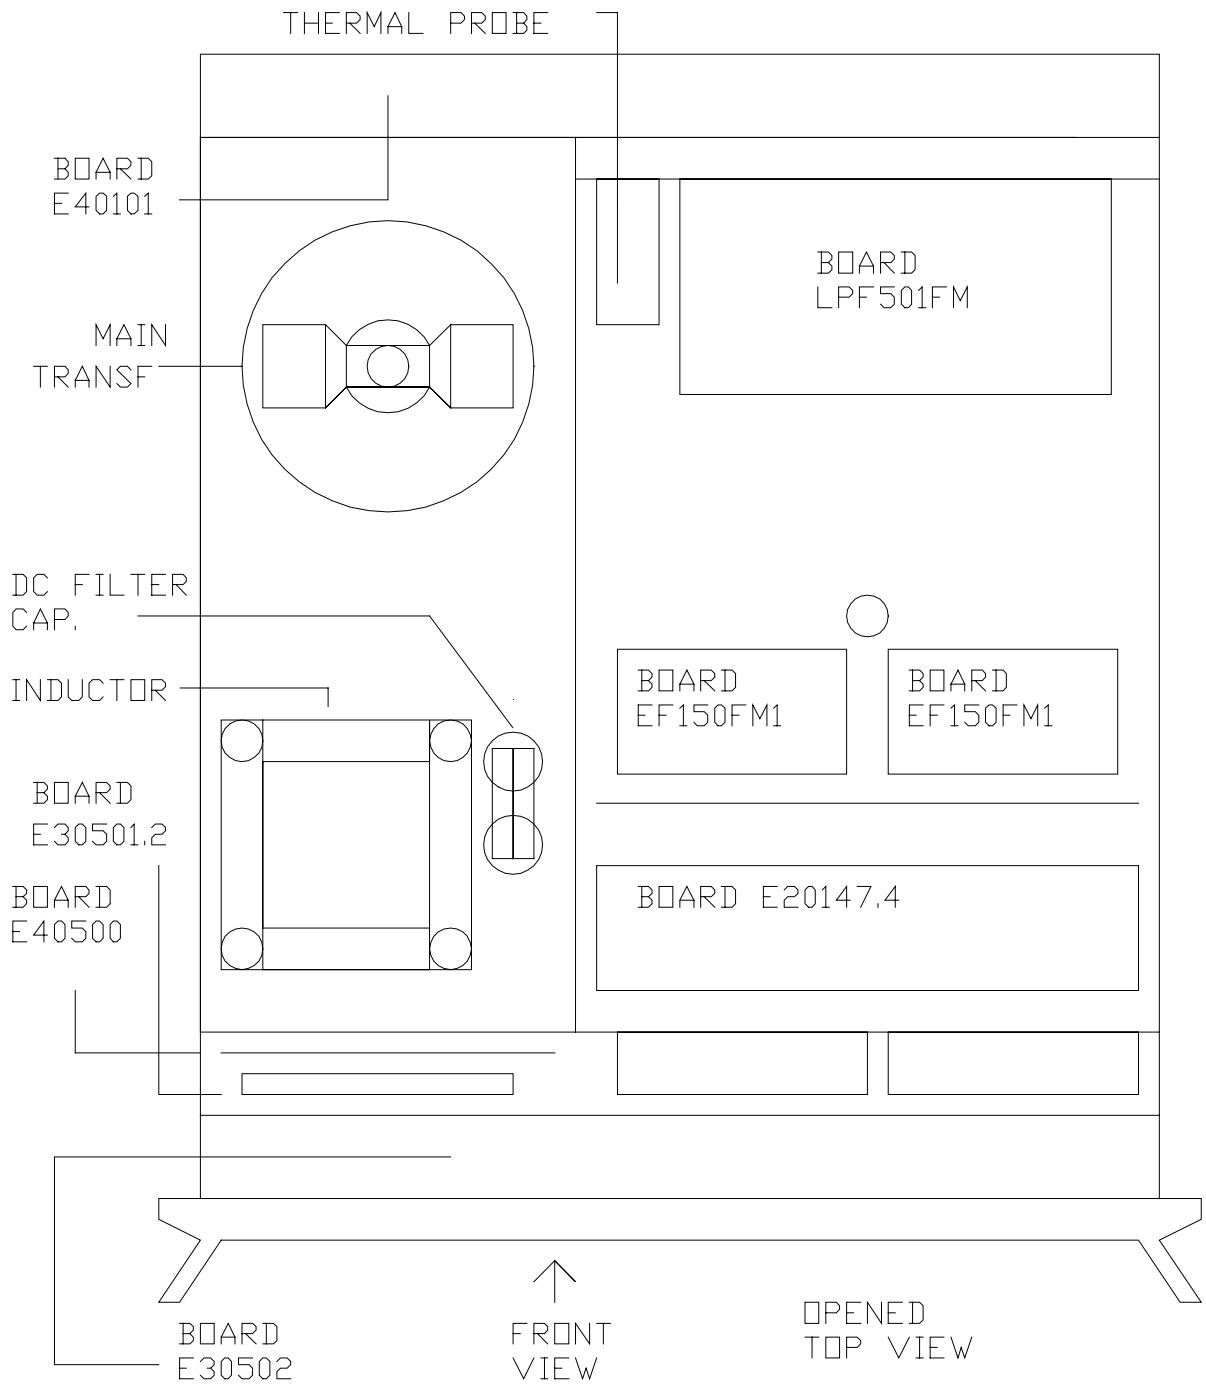 THERMAL PROBE
BOARD
E40101
BOARD
LPF501FM
MAIN
TRANSF
DC FILTER
CAP.
INDUCTOR
BOARD
EF150FM1
BOARD
EF150FM1
BOARD
E30501.2
BOARD
E40500
BOARD E20147.4
BOARD
E30502
FRONT
VIEW
OPENED
TOP VIEW